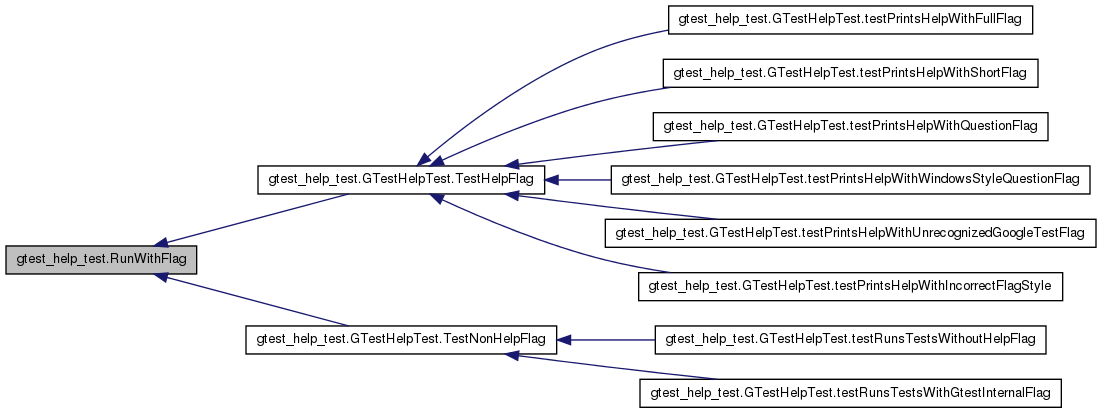 gtest_help_test.GTestHelpTest.testPrintsHelpWithFullFlag
gtest_help_test.GTestHelpTest.testPrintsHelpWithShortFlag
gtest_help_test.GTestHelpTest.testPrintsHelpWithQuestionFlag
gtest_help_test.GTestHelpTest.TestHelpFlag
gtest_help_test.GTestHelpTest.testPrintsHelpWithWindowsStyleQuestionFlag
gtest_help_test.GTestHelpTest.testPrintsHelpWithUnrecognizedGoogleTestFlag
gtest_help_test.RunWithFlag
gtest_help_test.GTestHelpTest.testPrintsHelpWithIncorrectFlagStyle
gtest_help_test.GTestHelpTest.TestNonHelpFlag
gtest_help_test.GTestHelpTest.testRunsTestsWithoutHelpFlag
gtest_help_test.GTestHelpTest.testRunsTestsWithGtestInternalFlag